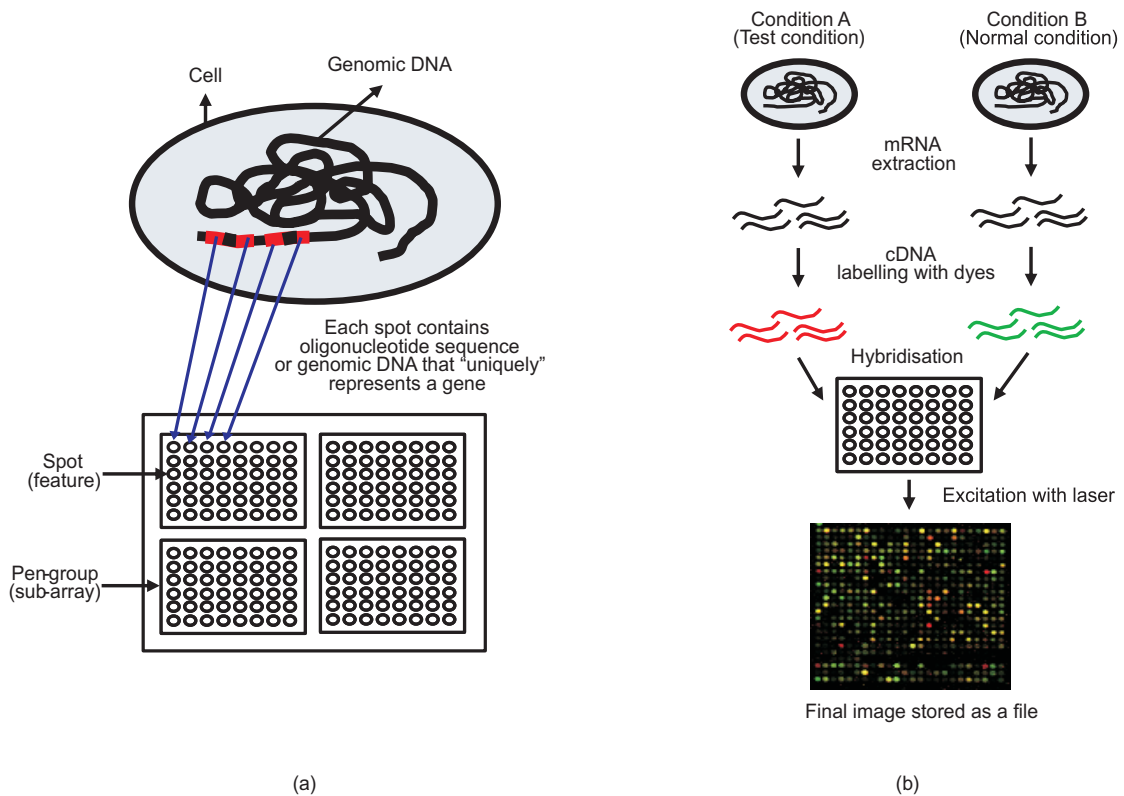 Cell
Genomic DNA
Each spot contains
oligonucleotide sequence
or genomic DNA that “uniquely”
represents a gene
Spot
(feature)
Pen-group
(sub-array)
(a)
Condition A
(Test condition)
Condition B
(Normal condition)
mRNA
extraction
cDNA
labelling with dyes
Hybridisation
Excitation with laser
Final image stored as a file
(b)